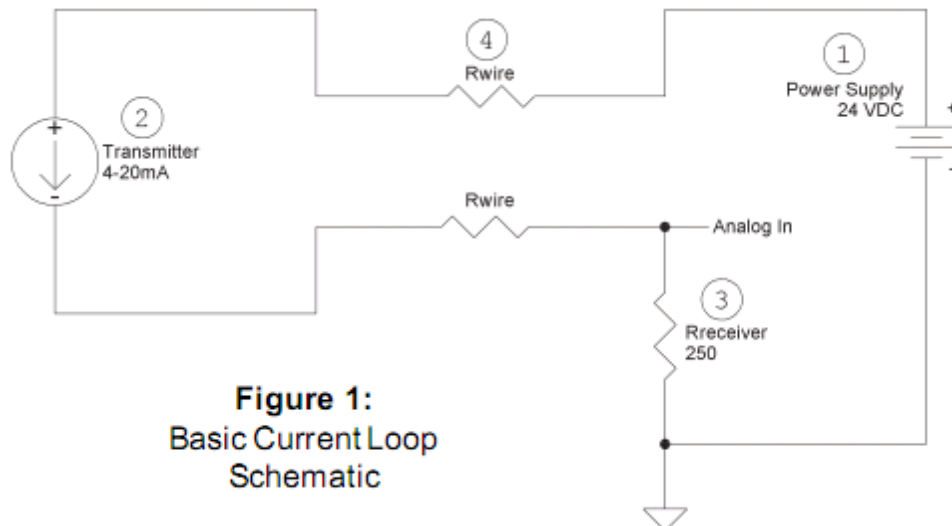 4
Rwire
1
Power Supply
24 VDC
+
-
2
+
Transmitter
4-20mA
-
Rwire
Analog In
3
Rreceiver
250
Figure 1:
Basic Current Loop
Schematic